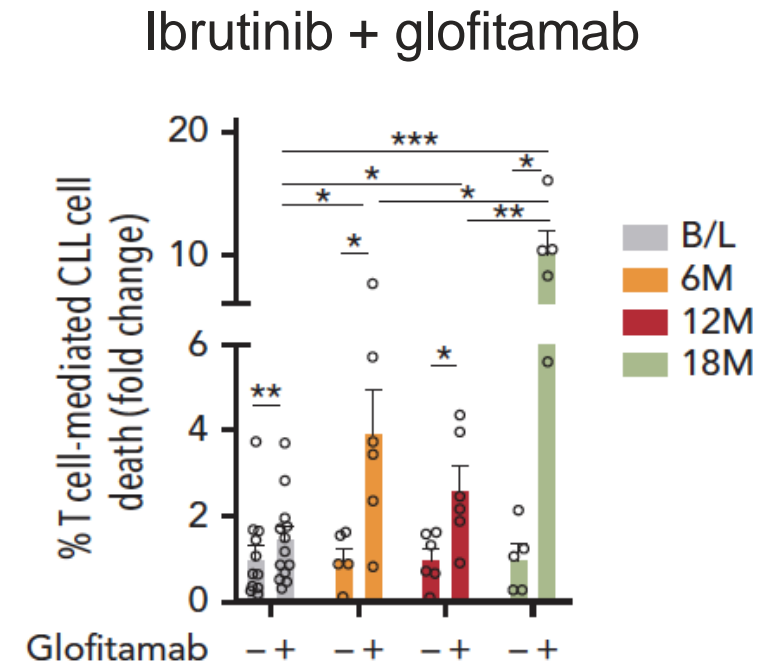 Ibrutinib + glofitamab
% T cell-mediated CLL cell
death (fold change)
20
10
6
4
2
0
***
*
*
*
*
**
*
*
**
B/L
6M
12M
18M
Glofitamab − + − + − + − +